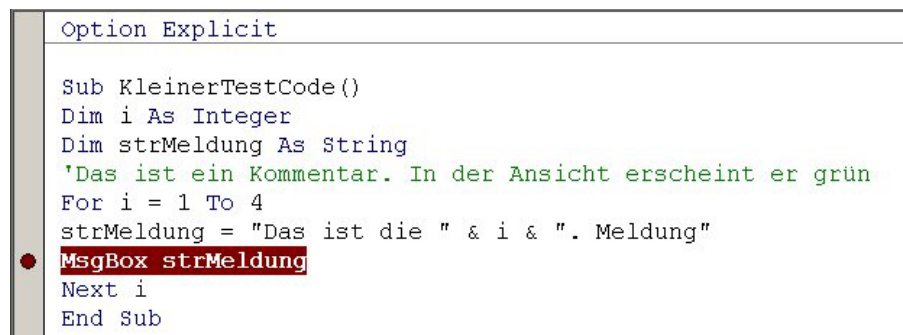 Option Explicit
Sub KleinerTestCode()
Dim i As Integer
Dim strMeldung As String
'Das ist ein Kommentar. In der Ansicht erscheint er grün
For i = 1 To 4
strMeldung = "Das ist die " & i & ". Meldung"
MsgBox strMeldung
Next i
End Sub